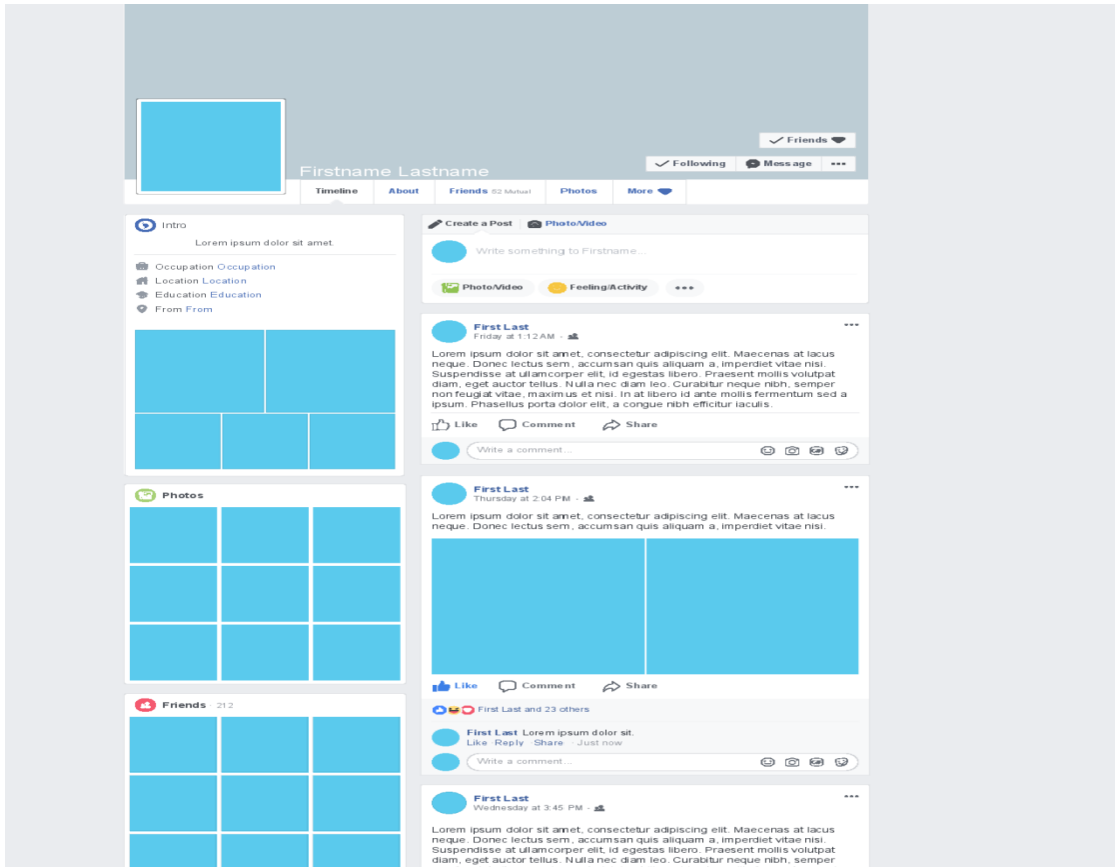 Friends
Following Message
Firstname Lastname
Timeline About Friends 52 Mutual Photos More
Intro
Lorem ipsum dolor sit amet.
Occupation Occupation
Location Location
Education Education
From From
Photos
Friends · 212
Create a Post Photo/Video
Write something to Firstname...
Photo/Video Feeling/Activity
First Last
Friday at 1:12 AM ·
Lorem ipsum dolor sit amet, consectetur adipiscing elit. Maecenas at lacus
neque. Donec lectus sem, accumsan quis aliquam a, imperdiet vitae nisi.
Suspendisse at ullamcorper elit, id egestas libero. Praesent mollis volutpat
diam, eget auctor tellus. Nulla nec diam leo. Curabitur neque nibh, semper
non feugiat vitae, maximus et nisi. In at libero id ante mollis fermentum sed a
ipsum. Phasellus porta dolor elit, a congue nibh efficitur iaculis.
Like Comment Share
Write a comment...
First Last
Thursday at 2:04 PM ·
Lorem ipsum dolor sit amet, consectetur adipiscing elit. Maecenas at lacus
neque. Donec lectus sem, accumsan quis aliquam a, imperdiet vitae nisi.
Like Comment Share
First Last and 23 others
First Last Lorem ipsum dolor sit.
Like · Reply · Share · Just now
Write a comment...
First Last
Wednesday at 3:45 PM ·
Lorem ipsum dolor sit amet, consectetur adipiscing elit. Maecenas at lacus
neque. Donec lectus sem, accumsan quis aliquam a, imperdiet vitae nisi.
Suspendisse at ullamcorper elit, id egestas libero. Praesent mollis volutpat
diam, eget auctor tellus. Nulla nec diam leo. Curabitur neque nibh, semper